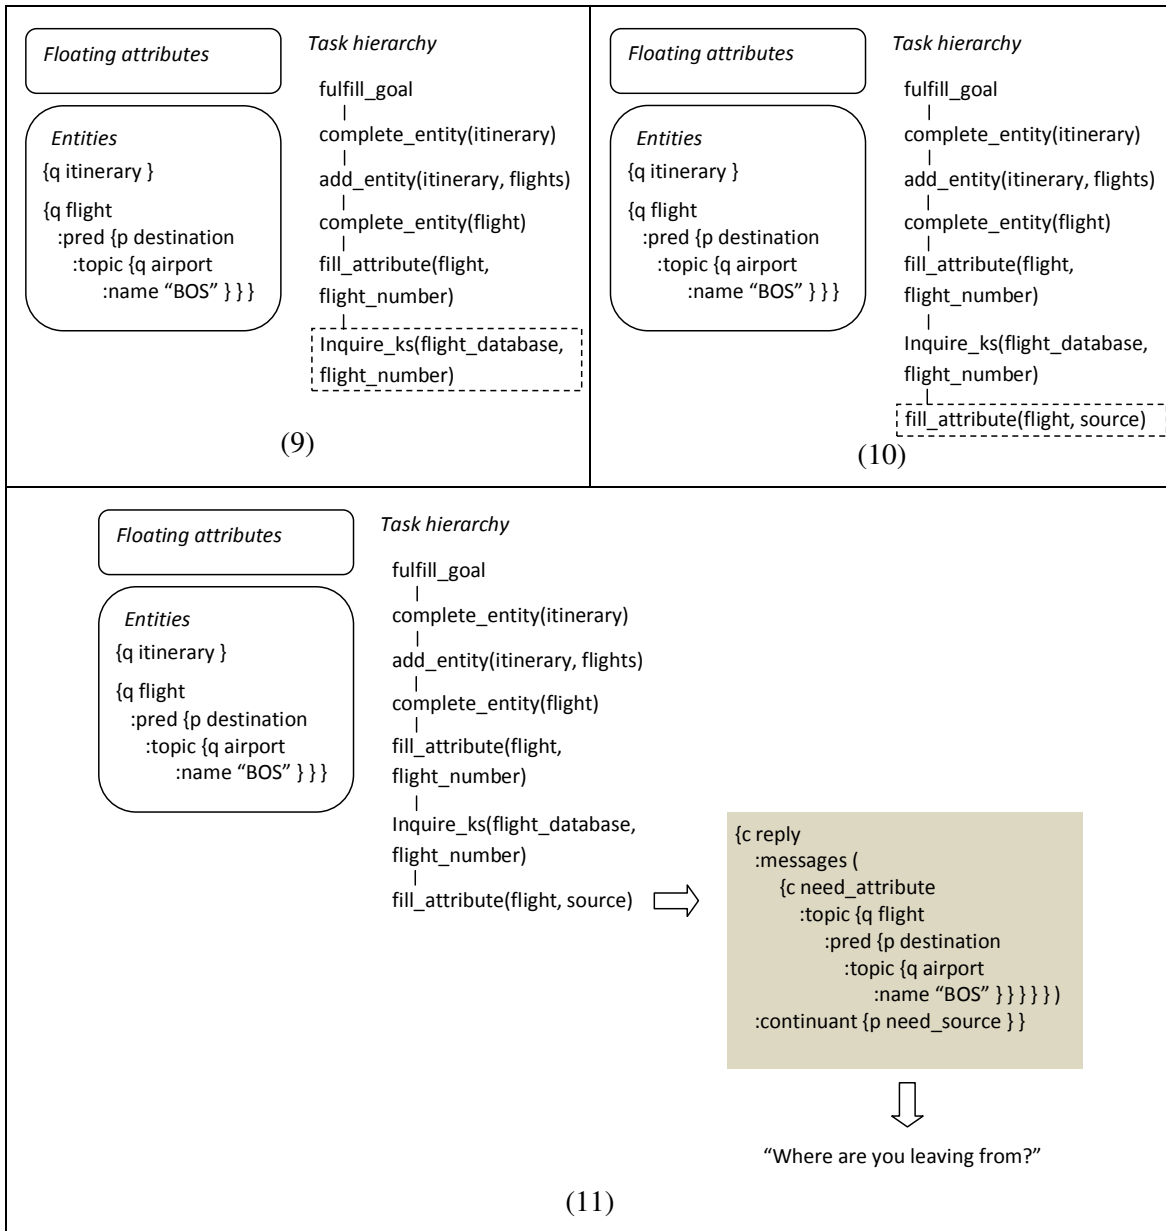 Floating attributes
Entities
{q itinerary }
{q flight
:pred {p destination
:topic {q airport
:name “BOS” } } }
Task hierarchy
fulfill_goal
complete_entity(itinerary)
add_entity(itinerary, flights)
complete_entity(flight)
fill_attribute(flight,
flight_number)
Inquire_ks(flight_database,
flight_number)
(9)
Floating attributes
Entities
{q itinerary }
{q flight
:pred {p destination
:topic {q airport
:name “BOS” } } }
Task hierarchy
fulfill_goal
complete_entity(itinerary)
add_entity(itinerary, flights)
complete_entity(flight)
fill_attribute(flight,
flight_number)
Inquire_ks(flight_database,
flight_number)
fill_attribute(flight, source)
(10)
Floating attributes
Entities
{q itinerary }
{q flight
:pred {p destination
:topic {q airport
:name “BOS” } } }
Task hierarchy
fulfill_goal
complete_entity(itinerary)
add_entity(itinerary, flights)
complete_entity(flight)
fill_attribute(flight,
flight_number)
Inquire_ks(flight_database,
flight_number)
fill_attribute(flight, source)
{c reply
:messages (
{c need_attribute
:topic {q flight
:pred {p destination
:topic {q airport
:name “BOS” } } } } } )
:continuant {p need_source } }
“Where are you leaving from?”
(11)